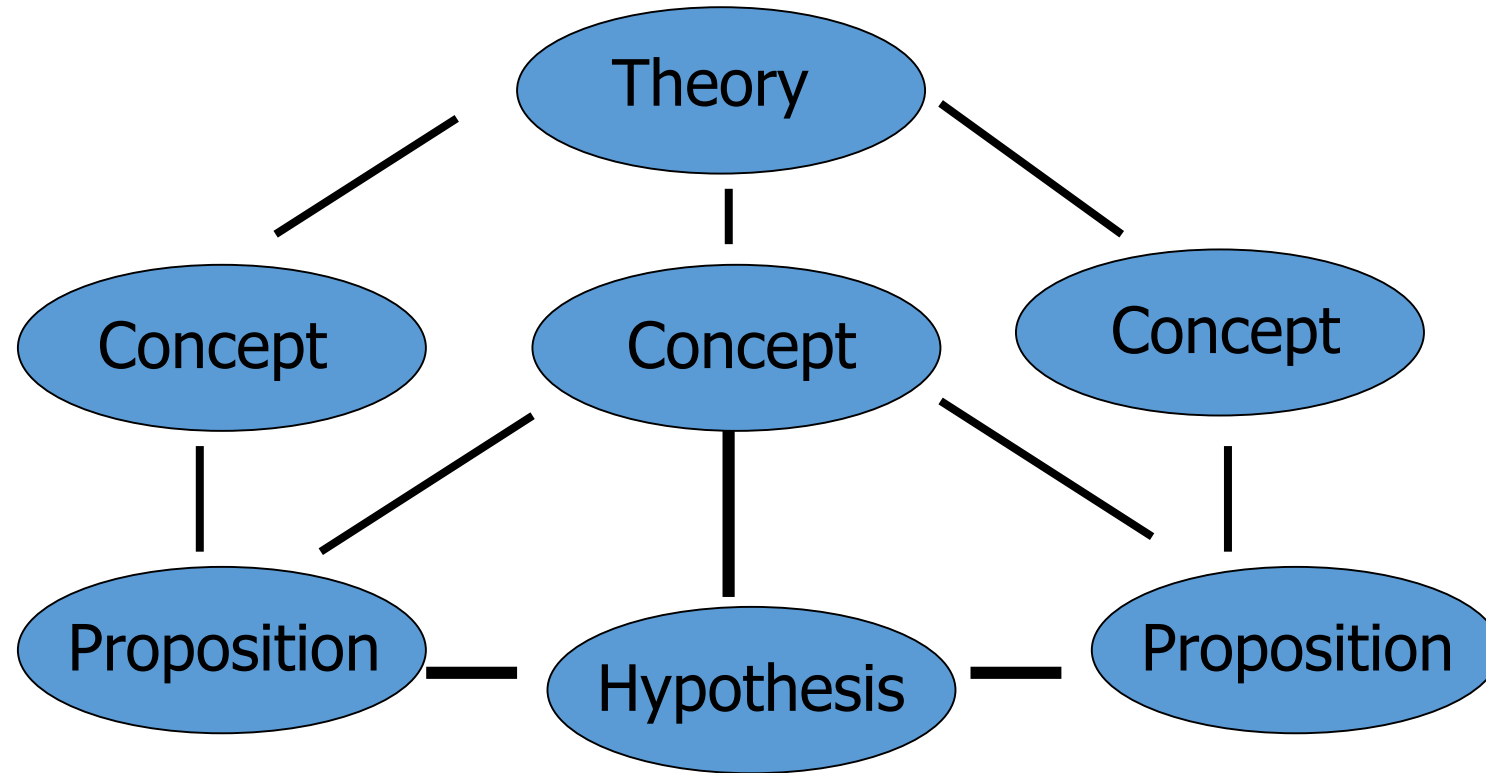 Theory
Concept
Concept
Concept
Proposition
Hypothesis
Proposition